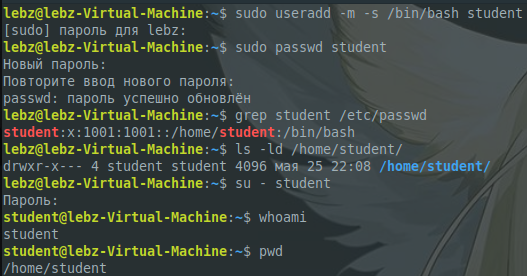 lebz@lebz-Virtual-Machine:~$ sudo useradd -m -s /bin/bash student
[sudo] пароль для lebz:
lebz@lebz-Virtual-Machine:~$ sudo passwd student
Новый пароль:
Повторите ввод нового пароля:
passwd: пароль успешно обновлён
lebz@lebz-Virtual-Machine:~$ grep student /etc/passwd
student:x:1001:1001::/home/student:/bin/bash
lebz@lebz-Virtual-Machine:~$ ls -ld /home/student/
drwxr-x--- 4 student student 4096 мая 25 22:08 /home/student/
lebz@lebz-Virtual-Machine:~$ su - student
Пароль:
student@lebz-Virtual-Machine:~$ whoami
student
student@lebz-Virtual-Machine:~$ pwd
/home/student